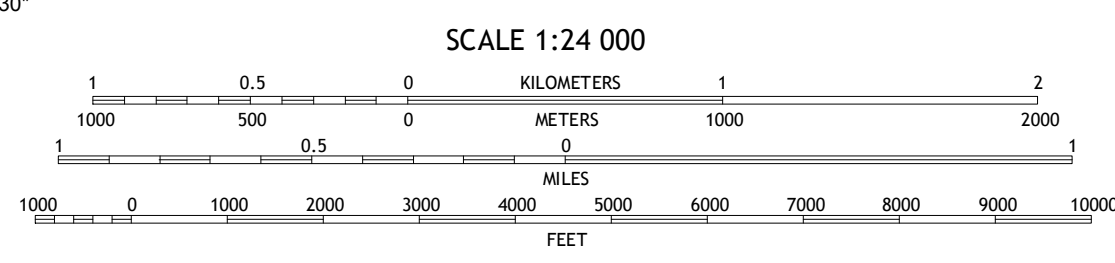 30"
SCALE 1:24 000
1 0.5 0 KILOMETERS 1 2
1000 500 0 METERS 1000 2000
1 0.5 0 1
MILES
1000 0 1000 2000 3000 4000 5000 6000 7000 8000 9000 10000
FEET